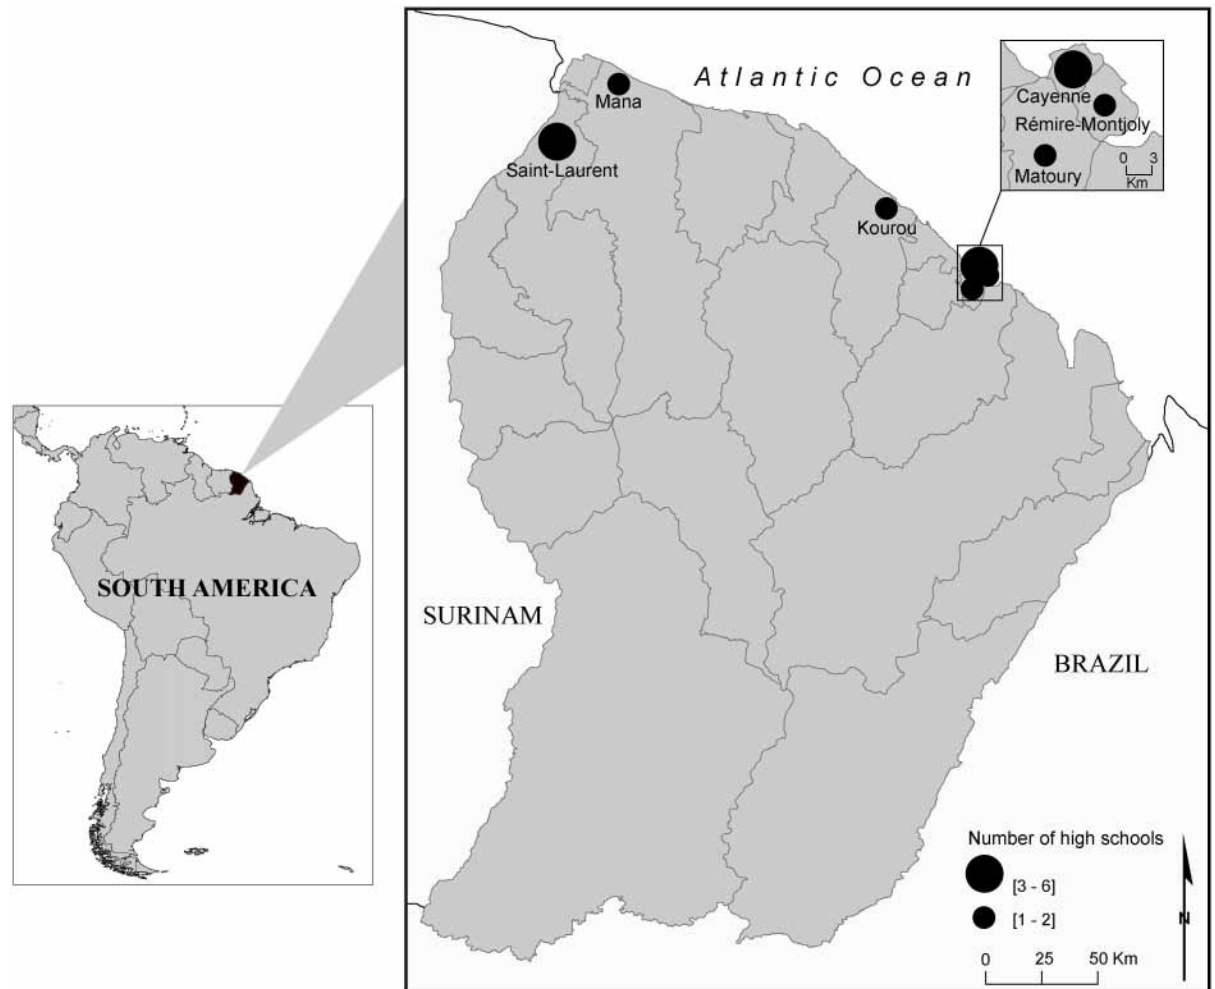 Atlantic Ocean
Mana
Saint-Laurent
Kourou
Cayenne
Rémire-Montjoly
Matoury
0 3
Km
SOUTH AMERICA
SURINAM
BRAZIL
Number of high schools
[3 - 6]
[1 - 2]
N
0 25 50 Km